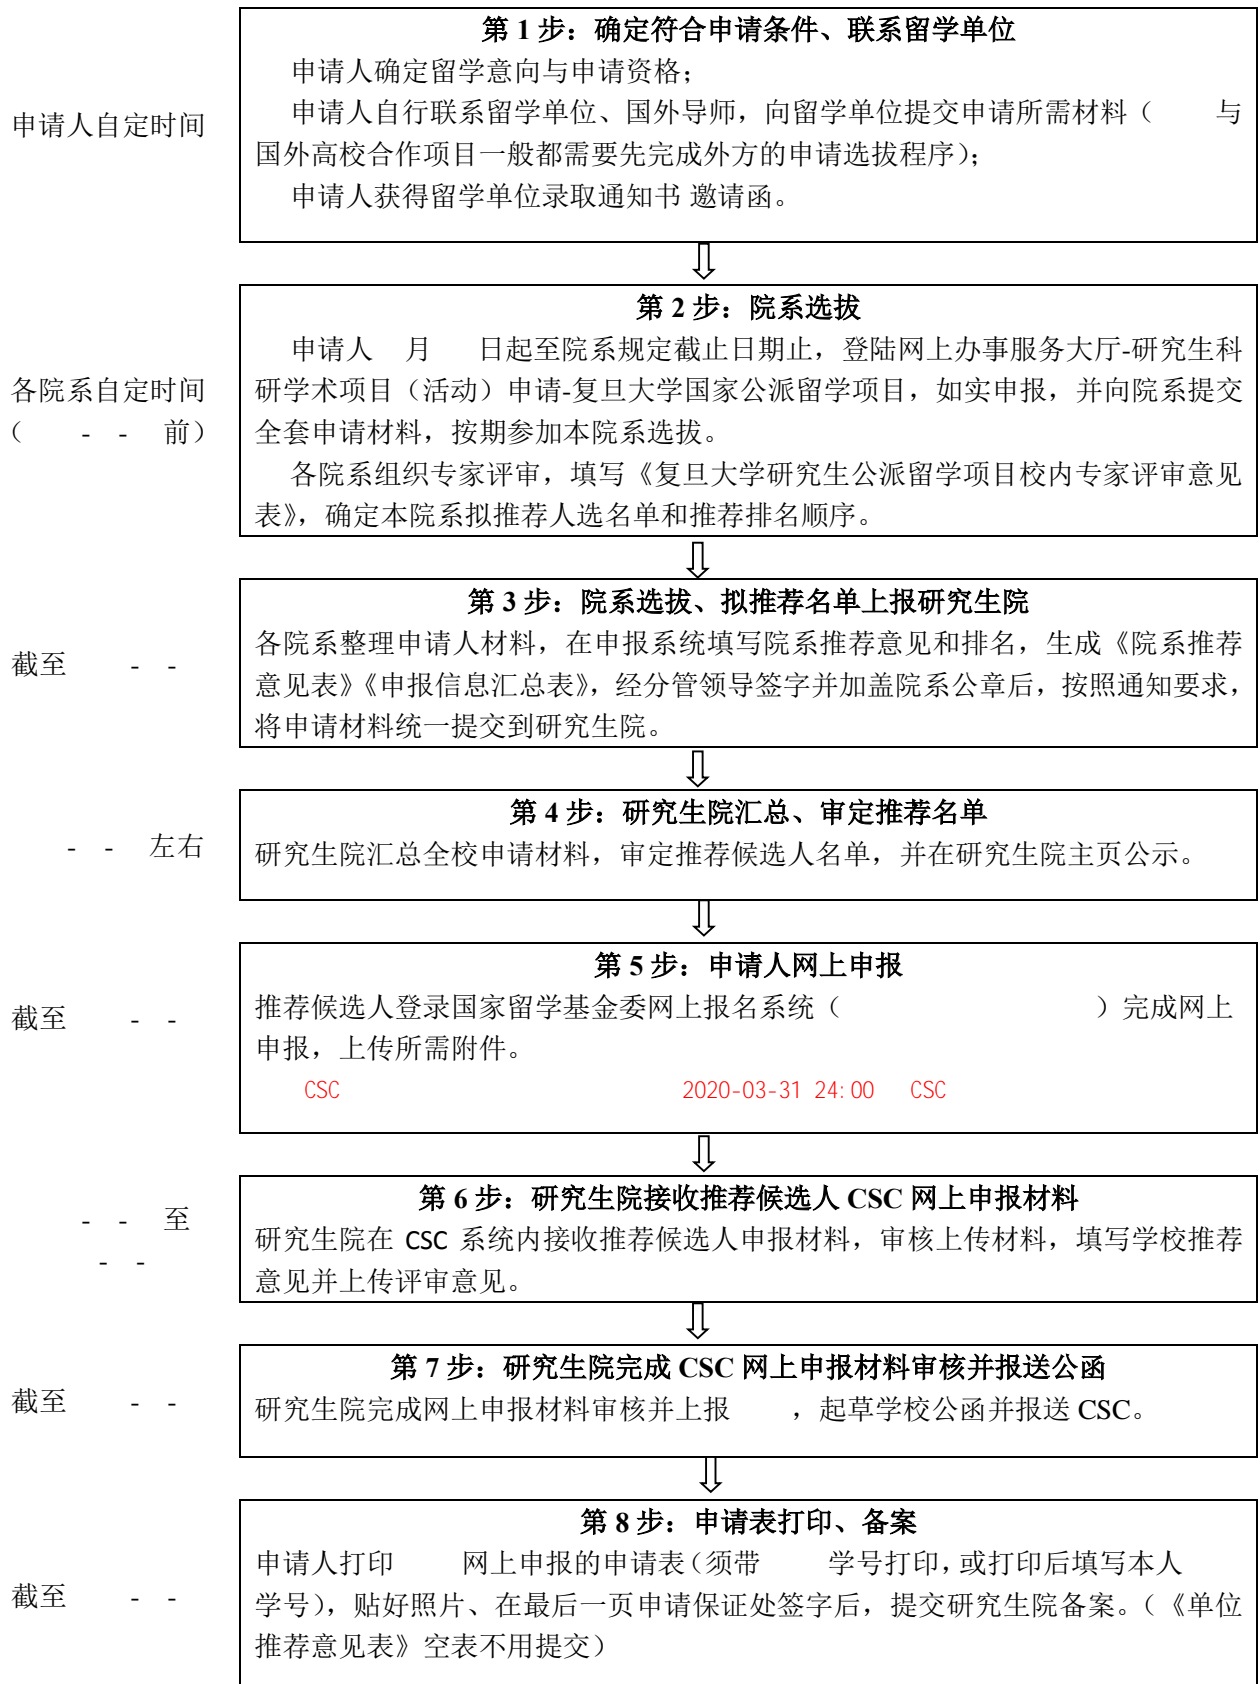 第 1 步：确定符合申请条件、联系留学单位
申请人自定时间
申请人确定留学意向与申请资格；
申请人自行联系留学单位、国外导师，向留学单位提交申请所需材料（ 与
国外高校合作项目一般都需要先完成外方的申请选拔程序）；
申请人获得留学单位录取通知书 邀请函。
第 2 步：院系选拔
各院系自定时间
（ - - 前）
申请人 月 日起至院系规定截止日期止，登陆网上办事服务大厅-研究生科
研学术项目（活动）申请-复旦大学国家公派留学项目，如实申报，并向院系提交
全套申请材料，按期参加本院系选拔。
各院系组织专家评审，填写《复旦大学研究生公派留学项目校内专家评审意见
表》，确定本院系拟推荐人选名单和推荐排名顺序。
第 3 步：院系选拔、拟推荐名单上报研究生院
截至 - -
各院系整理申请人材料，在申报系统填写院系推荐意见和排名，生成《院系推荐
意见表》《申报信息汇总表》，经分管领导签字并加盖院系公章后，按照通知要求，
将申请材料统一提交到研究生院。
第 4 步：研究生院汇总、审定推荐名单
- - 左右
研究生院汇总全校申请材料，审定推荐候选人名单，并在研究生院主页公示。
第 5 步：申请人网上申报
截至 - -
推荐候选人登录国家留学基金委网上报名系统（ ）完成网上
申报，上传所需附件。
CSC 2020-03-31 24:00 CSC
第 6 步：研究生院接收推荐候选人 CSC 网上申报材料
- - 至
- -
研究生院在 CSC 系统内接收推荐候选人申报材料，审核上传材料，填写学校推荐
意见并上传评审意见。
第 7 步：研究生院完成 CSC 网上申报材料审核并报送公函
截至 - -
研究生院完成网上申报材料审核并上报 ，起草学校公函并报送 CSC。
第 8 步：申请表打印、备案
截至 - -
申请人打印 网上申报的申请表（须带 学号打印，或打印后填写本人
学号），贴好照片、在最后一页申请保证处签字后，提交研究生院备案。（《单位
推荐意见表》空表不用提交）